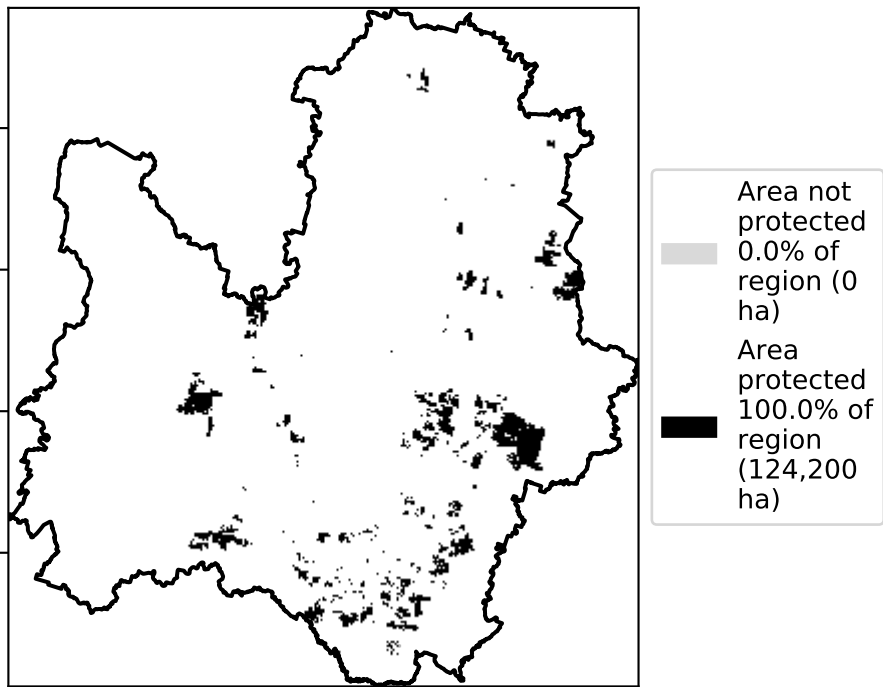 Area not
protected
0.0% of
region (0
ha)
Area
protected
100.0% of
region
(124,200
ha)